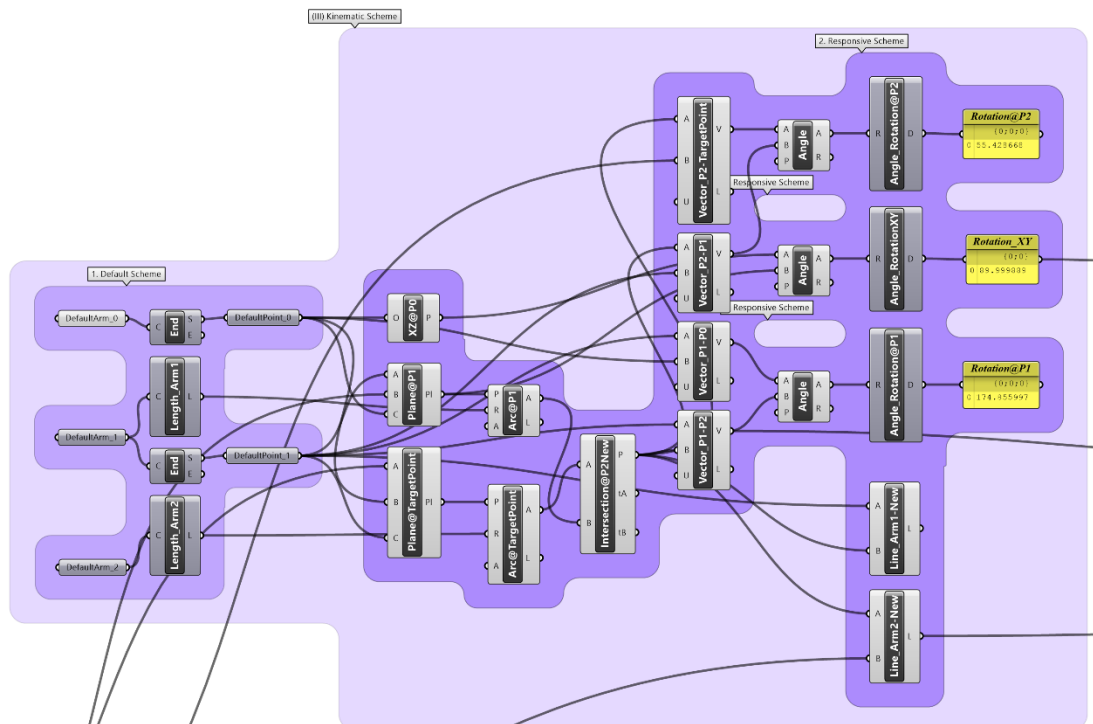 (III) Kinematic Scheme
2. Responsive Scheme
A
B
U
Vector_P2-TargetPoint
V
L
A
B
P
Angle
A
R
R
Angle_Rotation@P2
D
Rotation@P2
{0;0;0}
0 55.428668
Responsive Scheme
A
B
U
Vector_P2-P1
V
L
A
B
P
Angle
A
R
R
Angle_RotationXY
D
Rotation_XY
{0;0}
0 89.999889
1. Default Scheme
DefaultArm_0
C
End
S
E
DefaultPoint_0
O
XZ@P0
P
Responsive Scheme
A
B
U
Vector_P1-P0
V
L
A
B
P
Angle
A
R
R
Angle_Rotation@P1
D
Rotation@P1
{0;0;0}
0 174.855997
C
Length_Arm1
L
A
B
C
Plane@P1
Pl
P
R
A
Arc@P1
A
L
DefaultArm_1
C
End
S
E
DefaultPoint_1
A
B
U
Vector_P1-P2
V
L
A
B
C
Plane@TargetPoint
Pl
P
R
A
Arc@TargetPoint
A
L
A
B
Intersection@P2New
P
tA
tB
A
B
Line_Arm1-New
L
DefaultArm_2
C
Length_Arm2
L
A
B
Line_Arm2-New
L